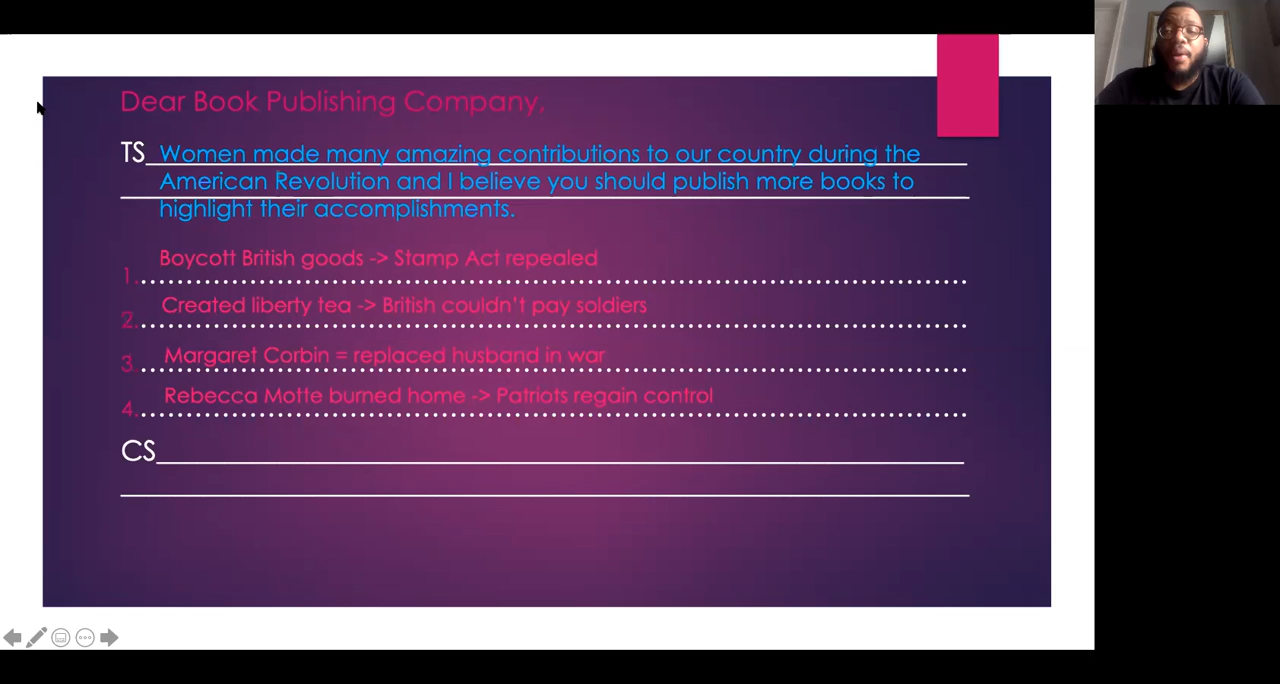 Dear Book Publishing Company,
TS Women made many amazing contributions to our country during the
American Revolution and I believe you should publish more books to
highlight their accomplishments.
1. Boycott British goods -> Stamp Act repealed
2. Created liberty tea -> British couldn't pay soldiers
3. Margaret Corbin = replaced husband in war
4. Rebecca Motte burned home -> Patriots regain control
CS